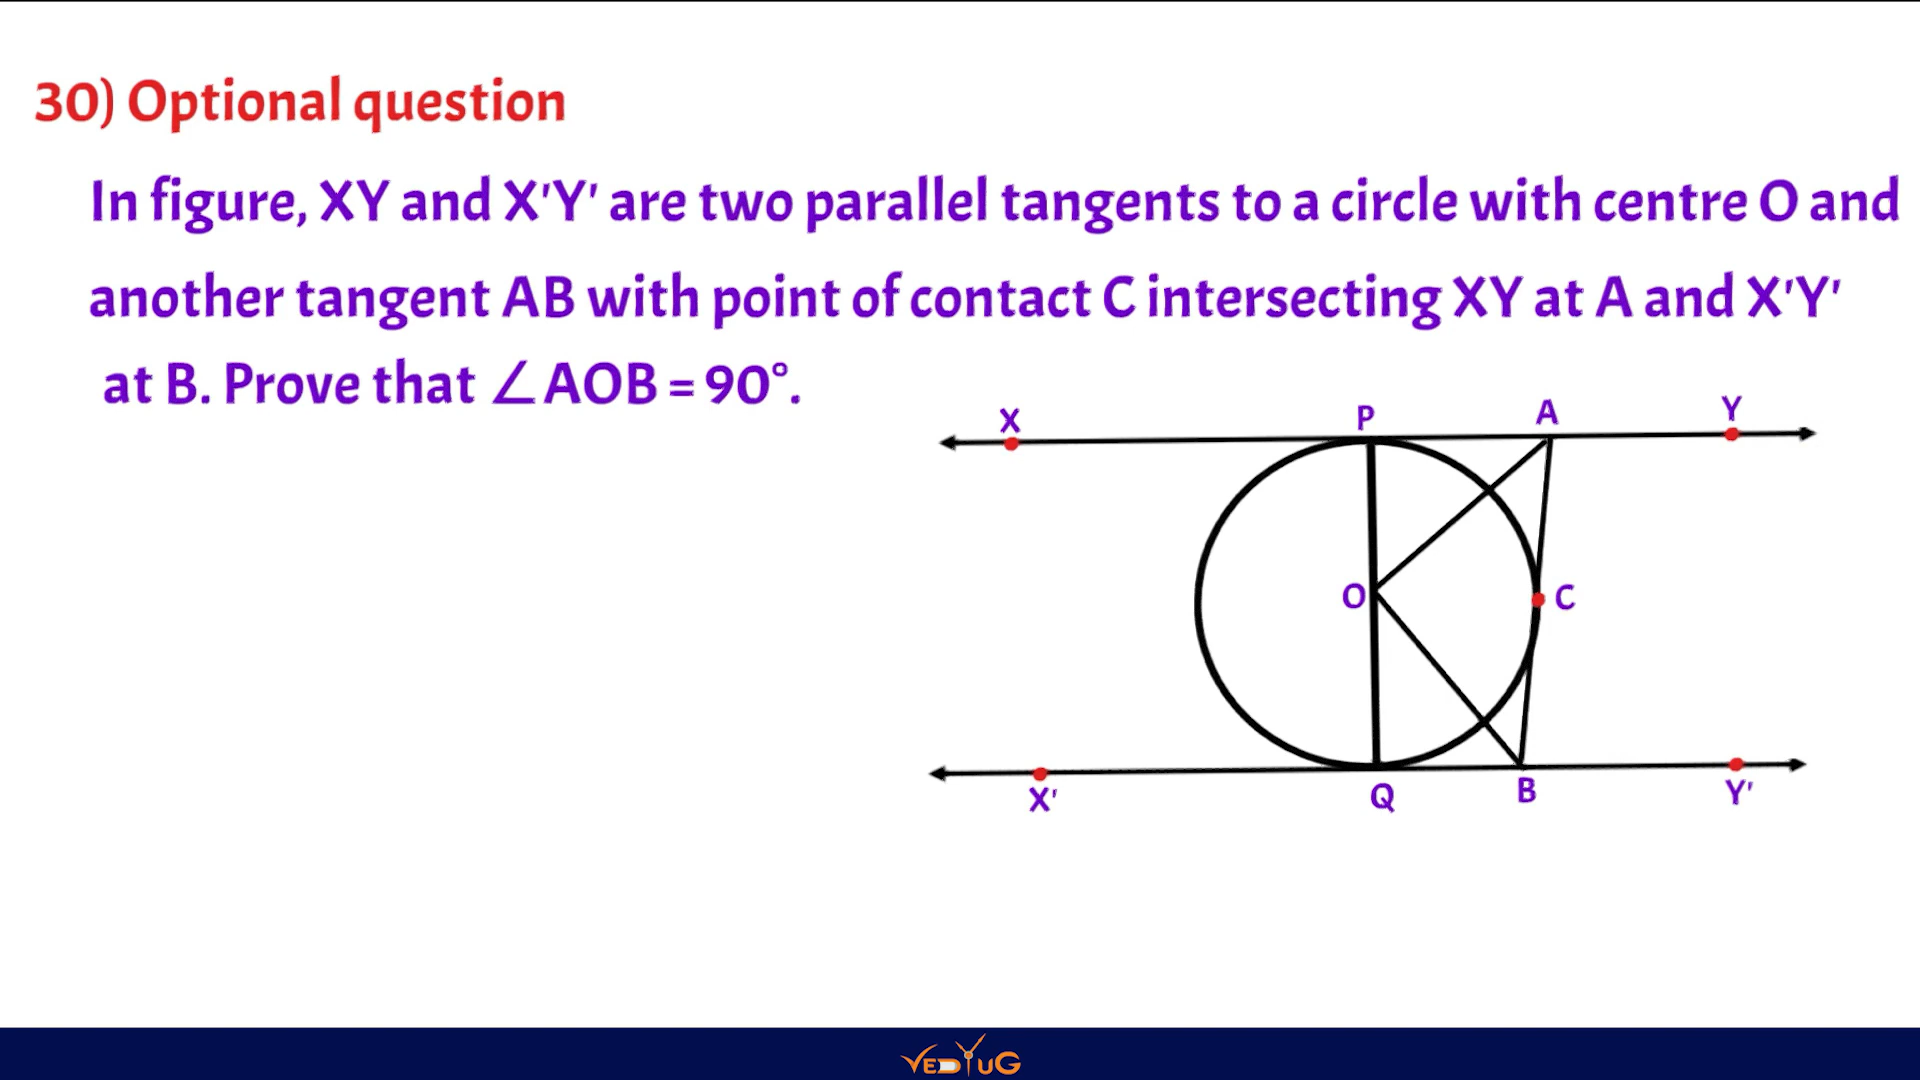 30) Optional question
In figure, XY and X'Y' are two parallel tangents to a circle with centre O and
another tangent AB with point of contact C intersecting XY at A and X'Y'
at B. Prove that ∠AOB = 90°.
X P A Y
O C
X' Q B Y'
VEDYUG